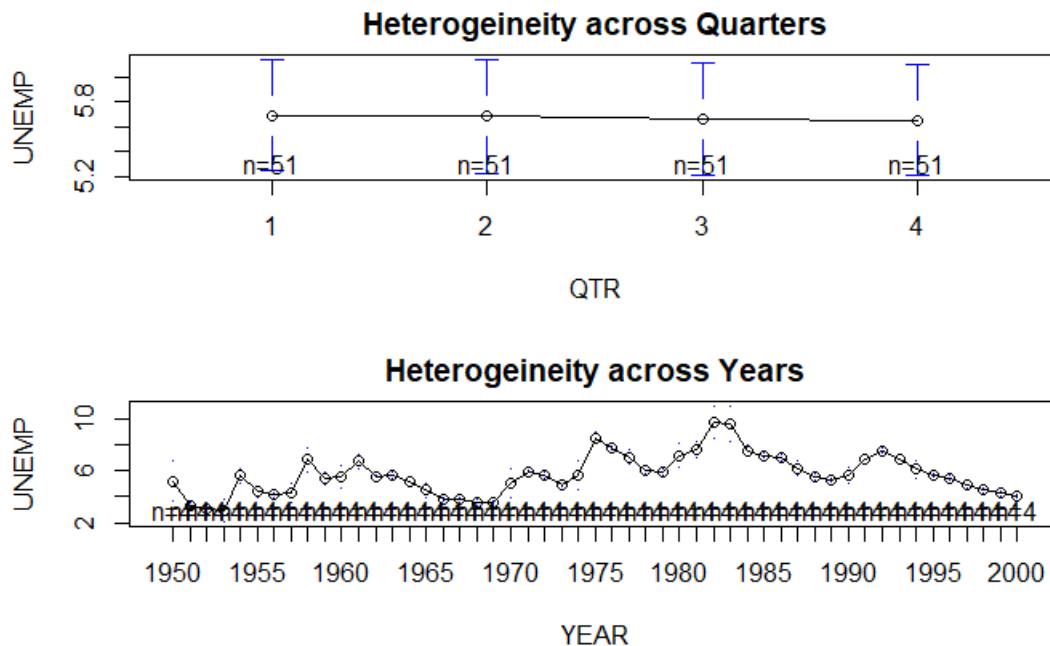 Heterogeineity across Quarters
UNEMP
5.8
5.2
n=51 n=51 n=51 n=51
1 2 3 4
QTR
Heterogeineity across Years
UNEMP
10
6
2
1950 1955 1960 1965 1970 1975 1980 1985 1990 1995 2000
YEAR